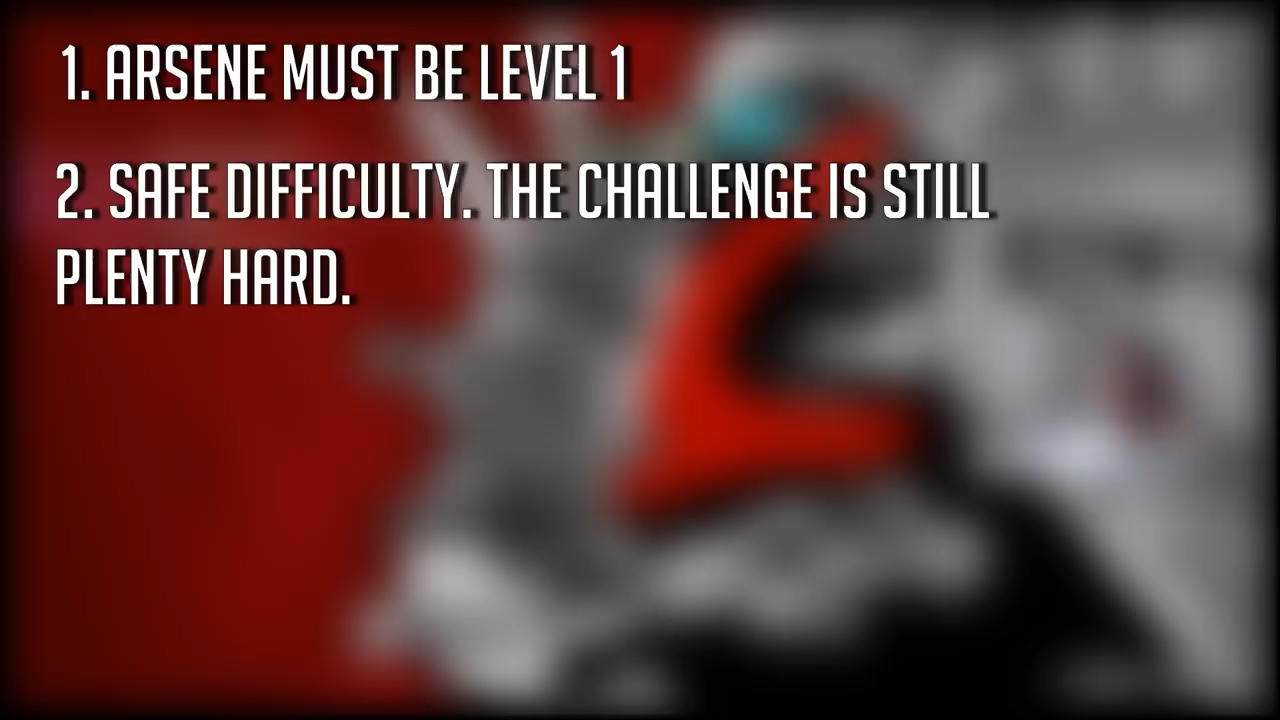 1. ARSENE MUST BE LEVEL 1
2. SAFE DIFFICULTY. THE CHALLENGE IS STILL
PLENTY HARD.